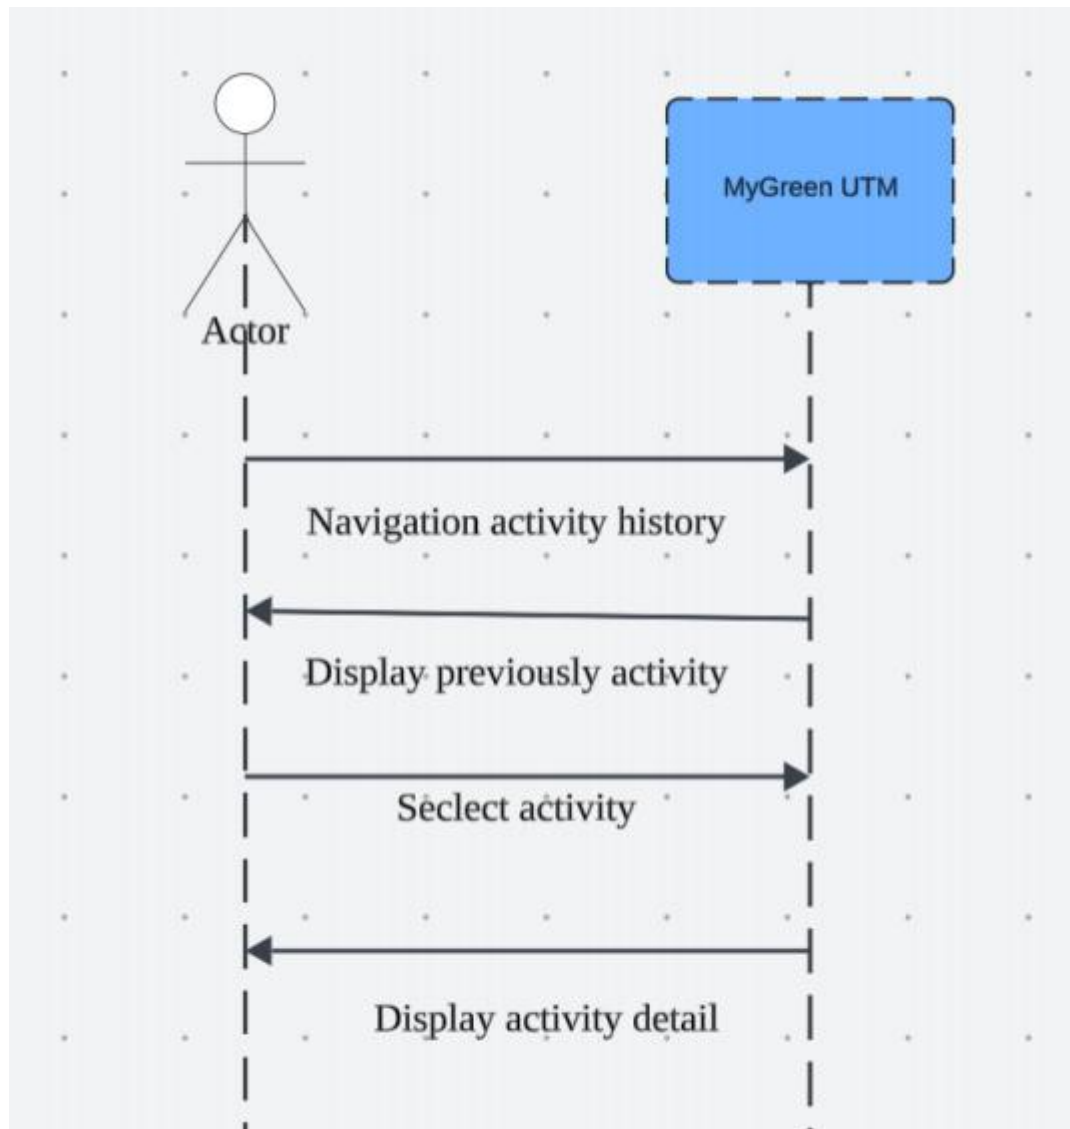 MyGreen UTM
Actor
Navigation activity history
Display previously activity
Seclect activity
Display activity detail